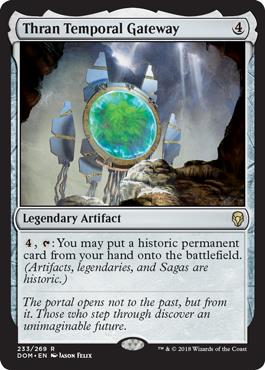 Thran Temporal Gateway 4
Legendary Artifact
4, T: You may put a historic permanent
card from your hand onto the battlefield.
(Artifacts, legendaries, and Sagas are
historic.)
The portal opens not to the past, but from
it. Those who step through discover an
unimaginable future.
233/269 R
DOM • EN Jason Felix
™ & © 2018 Wizards of the Coast